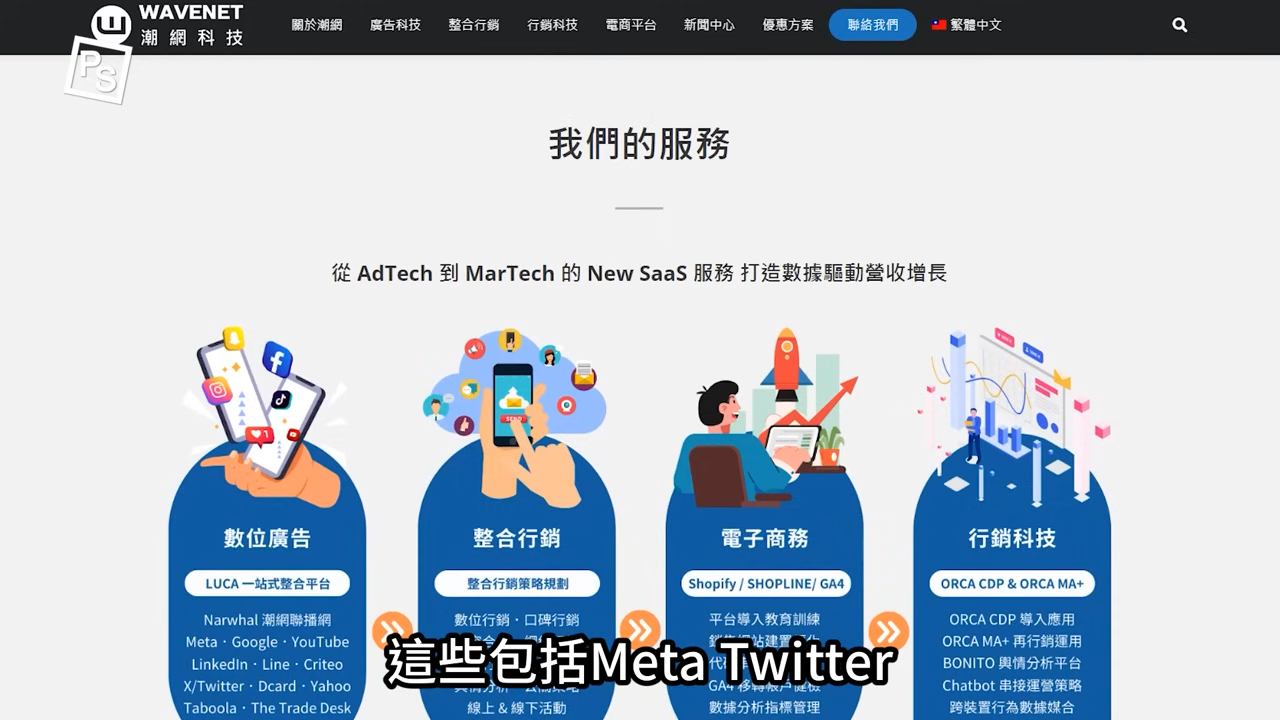 WAVENET
潮網科技
PS
關於潮網 廣告科技 整合行銷 行銷科技 電商平台 新聞中心 優惠方案 聯絡我們 繁體中文
我們的服務
從 AdTech 到 MarTech 的 New SaaS 服務 打造數據驅動營收增長
SEND
數位廣告
LUCA 一站式整合平台
Narwhal 潮網聯播網
Meta・Google・YouTube
LinkedIn・Line・Criteo
X/Twitter・Dcard・Yahoo
Taboola・The Trade Desk
整合行銷
整合行銷策略規劃
數位行銷・口碑行銷
線上 & 線下活動
電子商務
Shopify / SHOPLINE/ GA4
平台導入教育訓練
GA4 移轉帳戶健檢
數據分析指標管理
行銷科技
ORCA CDP & ORCA MA+
ORCA CDP 導入應用
ORCA MA+ 再行銷運用
BONITO 輿情分析平台
Chatbot 串接運營策略
跨裝置行為數據媒合
這些包括Meta Twitter